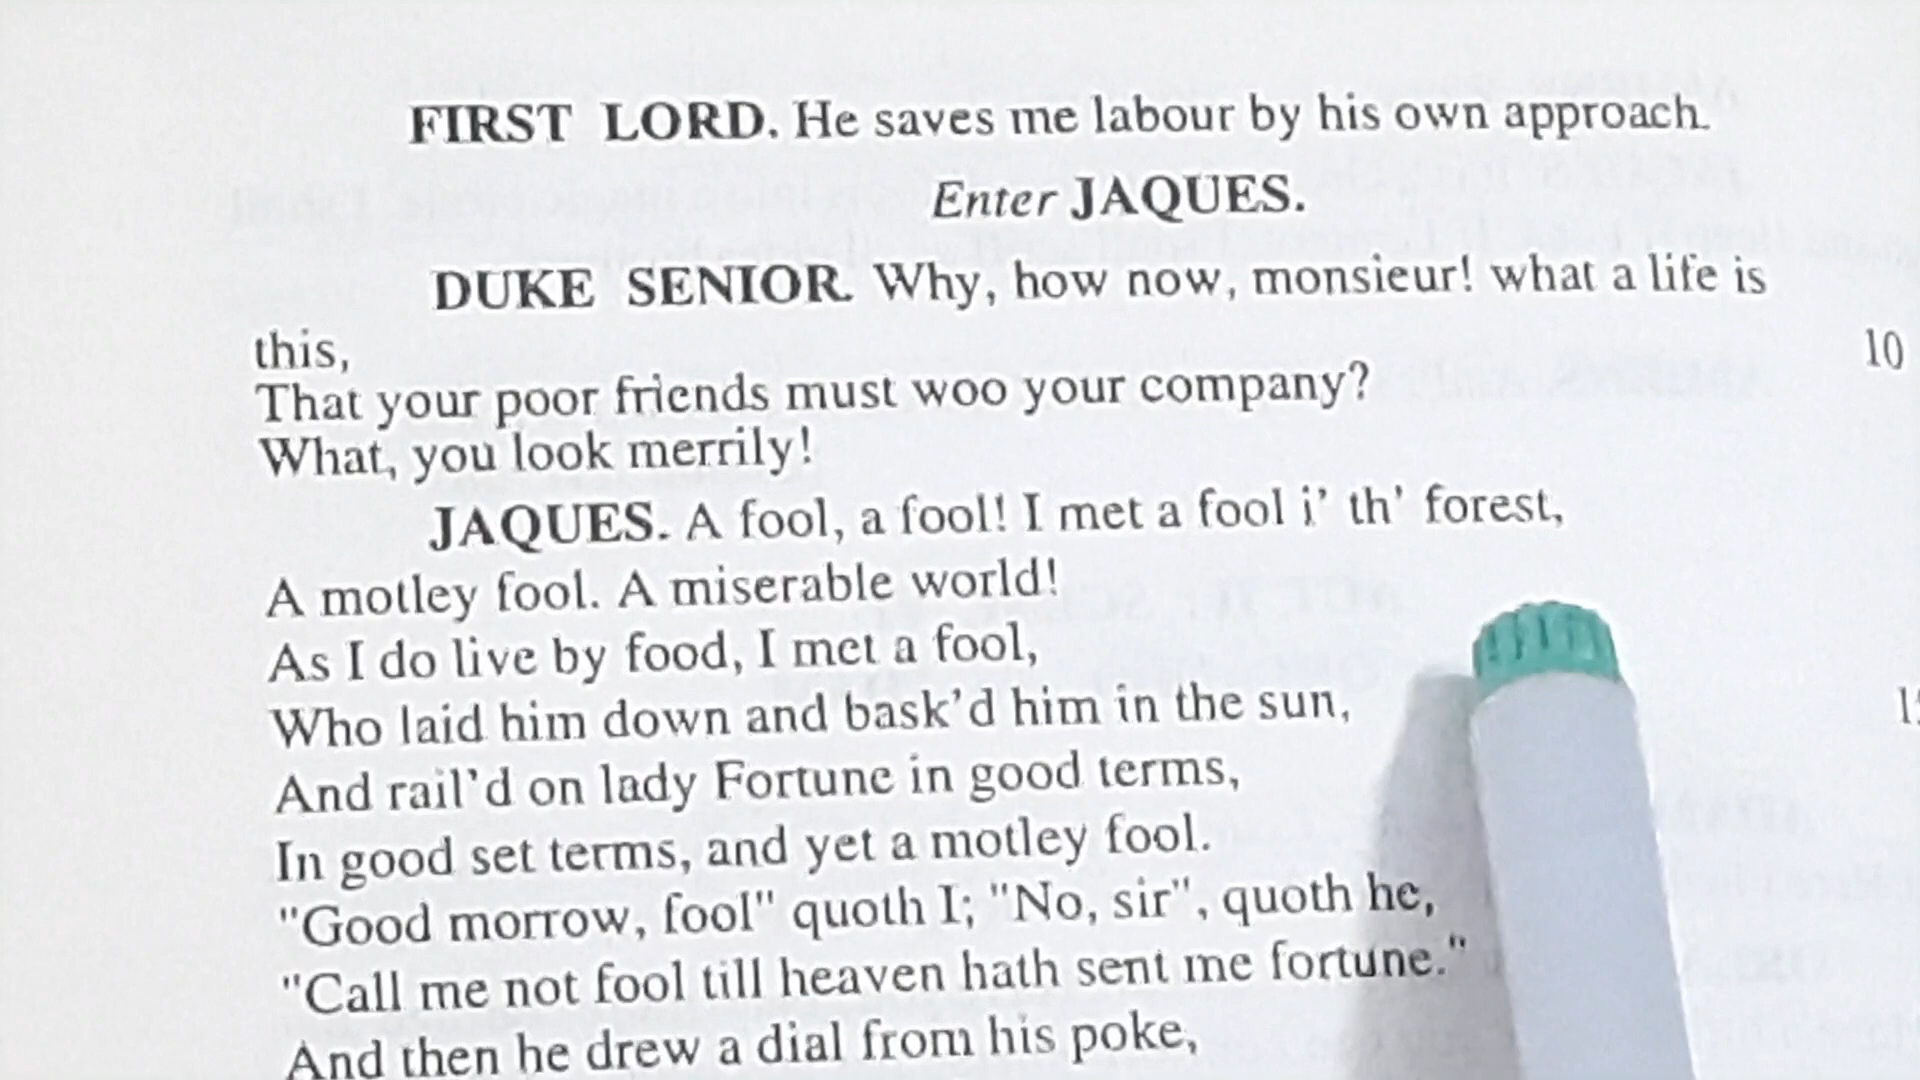 FIRST LORD. He saves me labour by his own approach.
Enter JAQUES.
DUKE SENIOR. Why, how now, monsieur! what a life is
this,
10
That your poor friends must woo your company?
What, you look merrily!
JAQUES. A fool, a fool! I met a fool i' th' forest,
A motley fool. A miserable world!
As I do live by food, I met a fool,
Who laid him down and bask'd him in the sun,
And rail'd on lady Fortune in good terms,
In good set terms, and yet a motley fool.
"Good morrow, fool" quoth I; "No, sir", quoth he,
"Call me not fool till heaven hath sent me fortune."
And then he drew a dial from his poke,